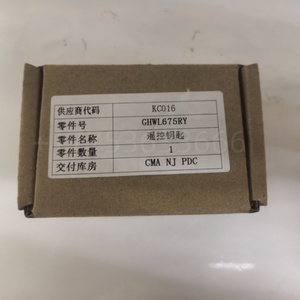 供应商代码 KC016
零件号 GHWL675RY
零件名称 遥控钥匙
零件数量 1
交付库房 CMA NJ PDC